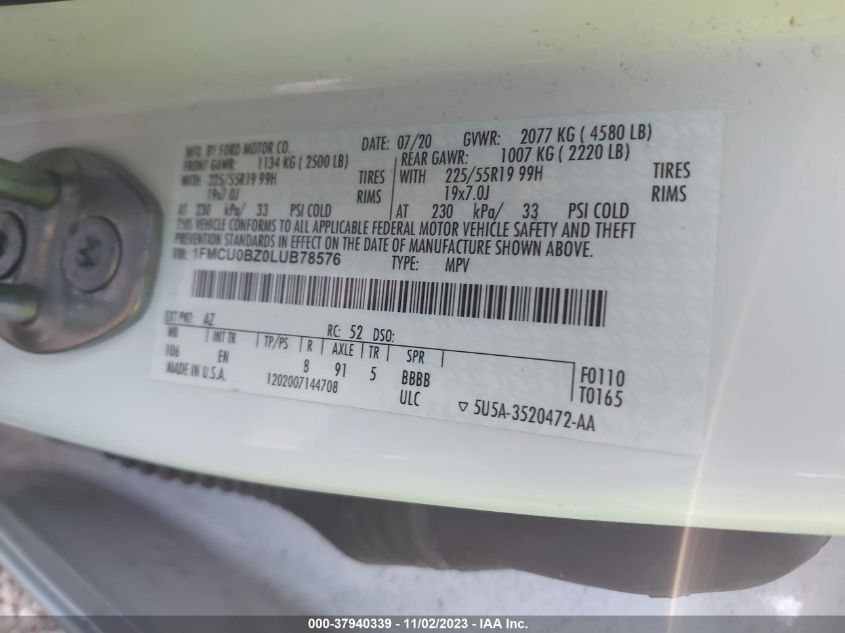 MFD. BY FORD MOTOR CO. DATE: 07/20 GVWR: 2077 KG ( 4580 LB)
FRONT GAWR: 1134 KG ( 2500 LB) REAR GAWR: 1007 KG ( 2220 LB)
WITH 225/55R19 99H TIRES WITH 225/55R19 99H TIRES
19x7.0J RIMS 19x7.0J RIMS
AT 230 kPa/ 33 PSI COLD AT 230 kPa/ 33 PSI COLD
THIS VEHICLE CONFORMS TO ALL APPLICABLE FEDERAL MOTOR VEHICLE SAFETY AND THEFT
PREVENTION STANDARDS IN EFFECT ON THE DATE OF MANUFACTURE SHOWN ABOVE.
VIN: 1FMCU0BZ0LUB78576 TYPE: MPV
EXT PNT: AZ RC: 52 DSO:
WB INT TR TP/PS R AXLE TR SPR
106 EN 8 91 5 BBBB F0110
MADE IN U.S.A. 1202007144708 ULC T0165
5U5A-3520472-AA
000-37940339 - 11/02/2023 - IAA Inc.